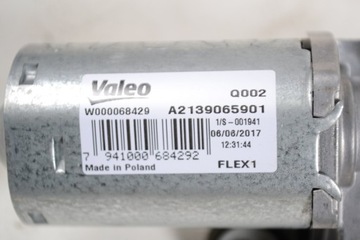 Valeo Q002
W000068429 A2139065901
1/S-001941
06/06/2017
12:31:44
7 941000 684292
Made in Poland FLEX1